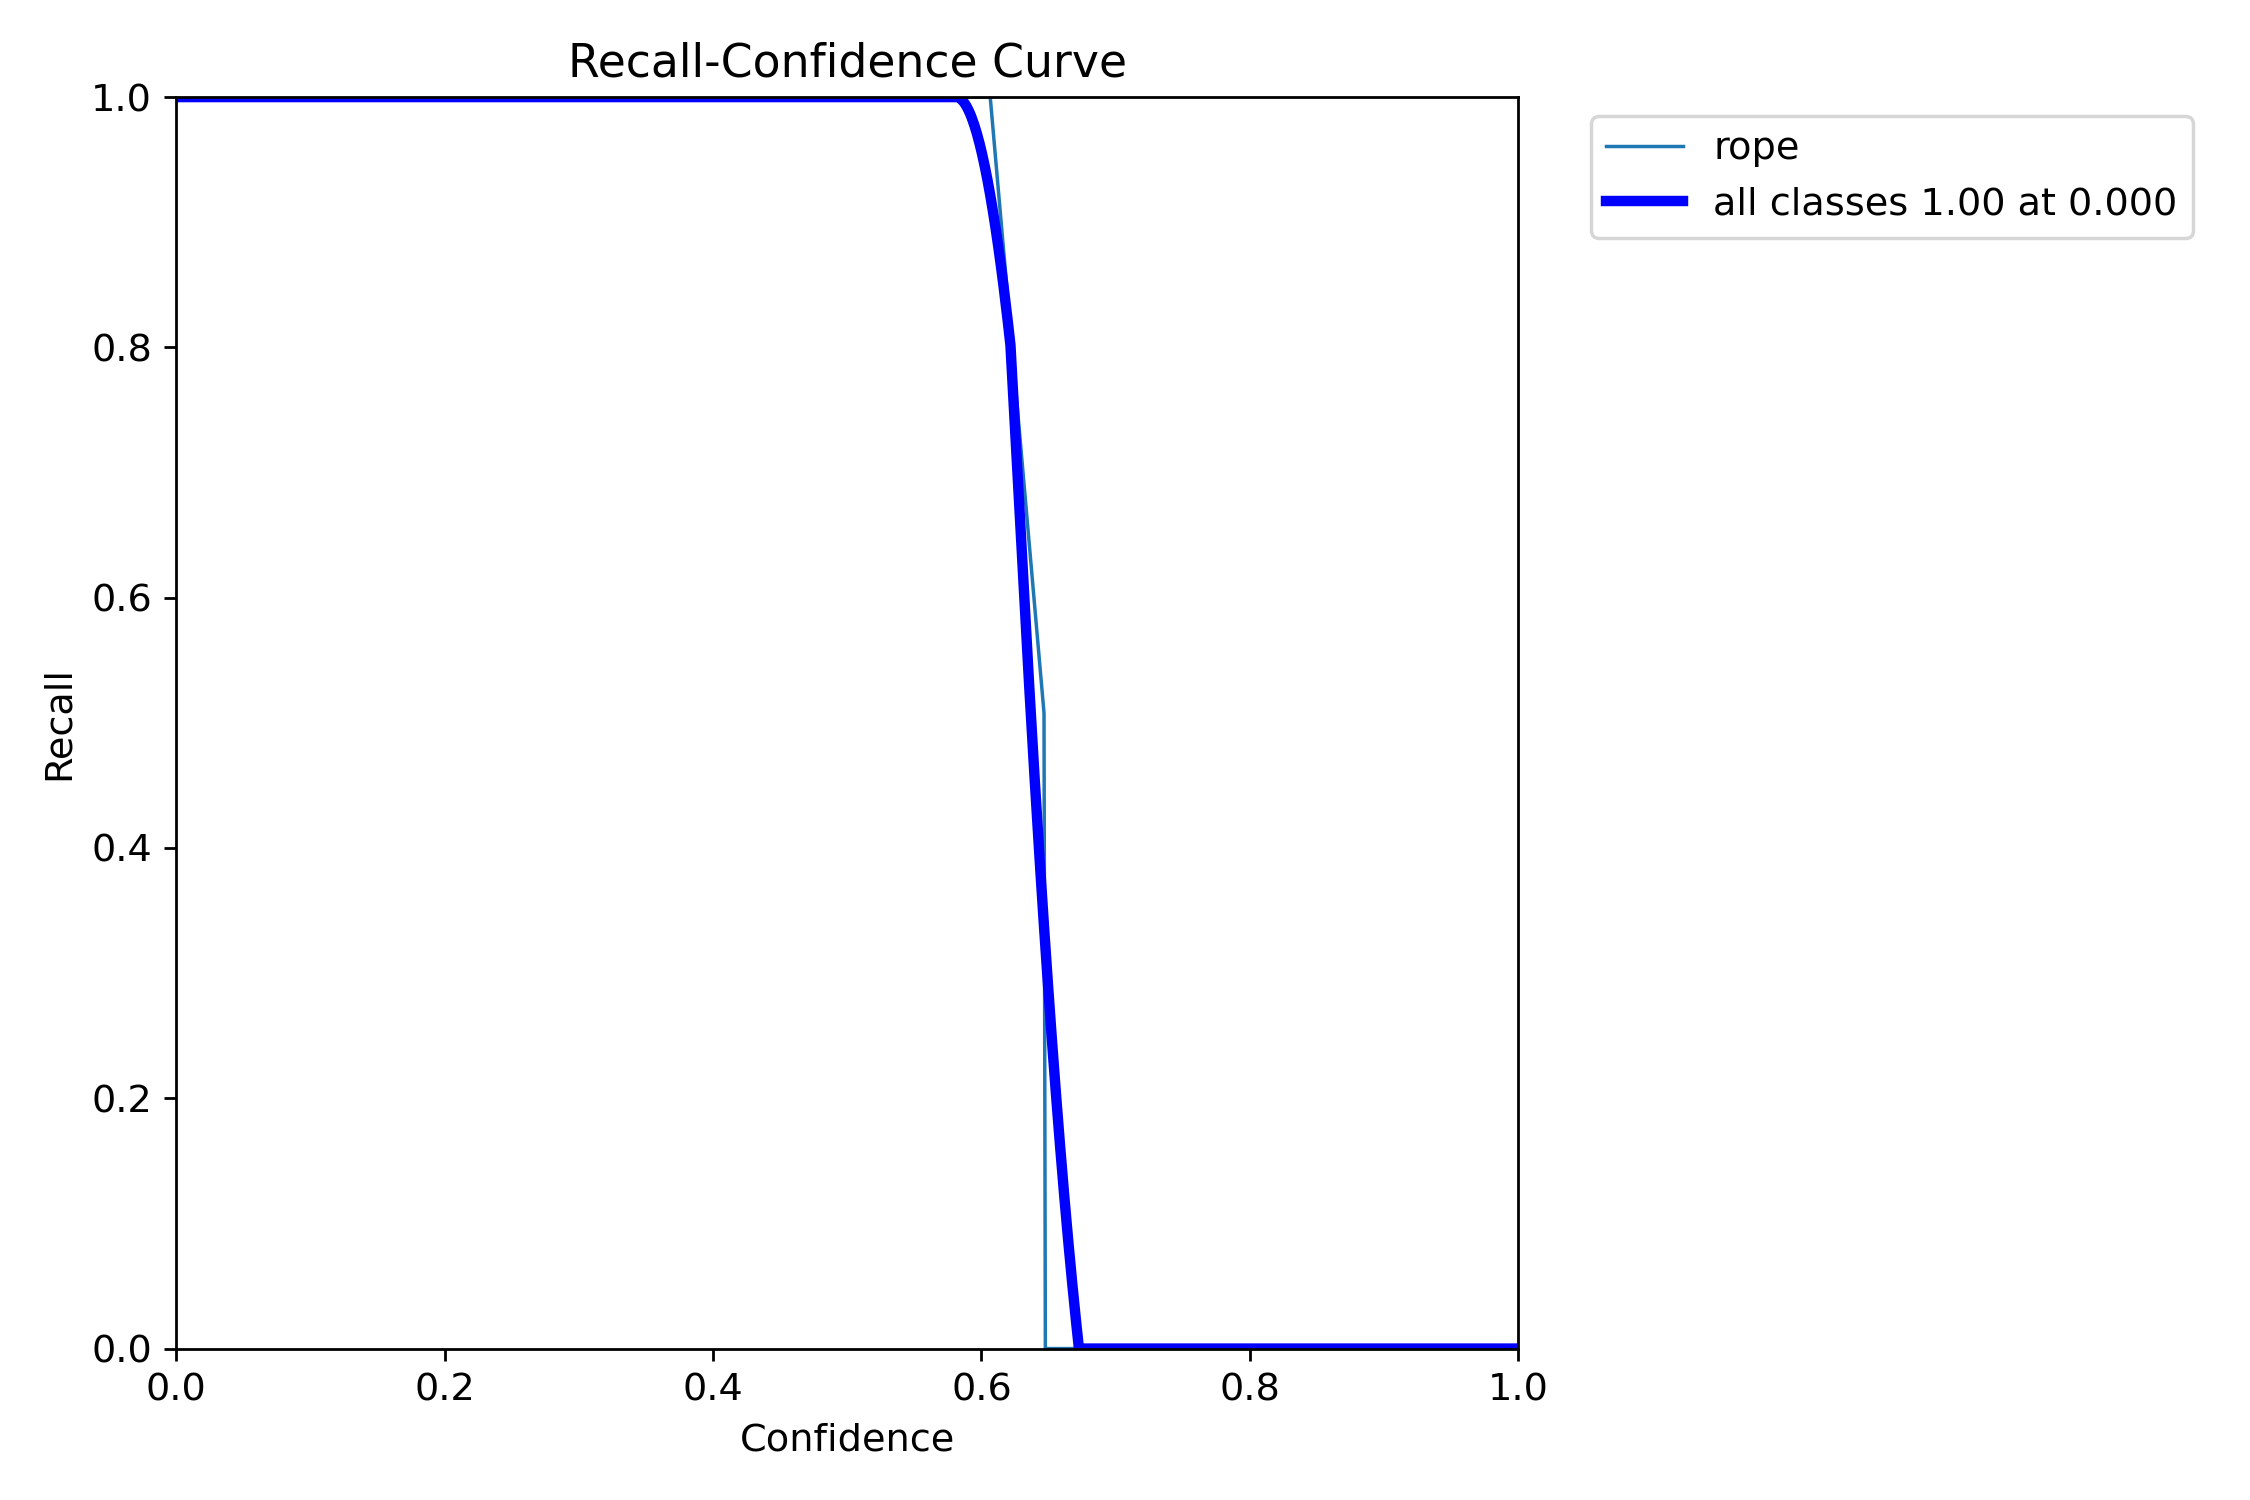 Recall-Confidence Curve
1.0
0.8
0.6
0.4
0.2
0.0
Recall
0.0 0.2 0.4 0.6 0.8 1.0
Confidence
rope
all classes 1.00 at 0.000